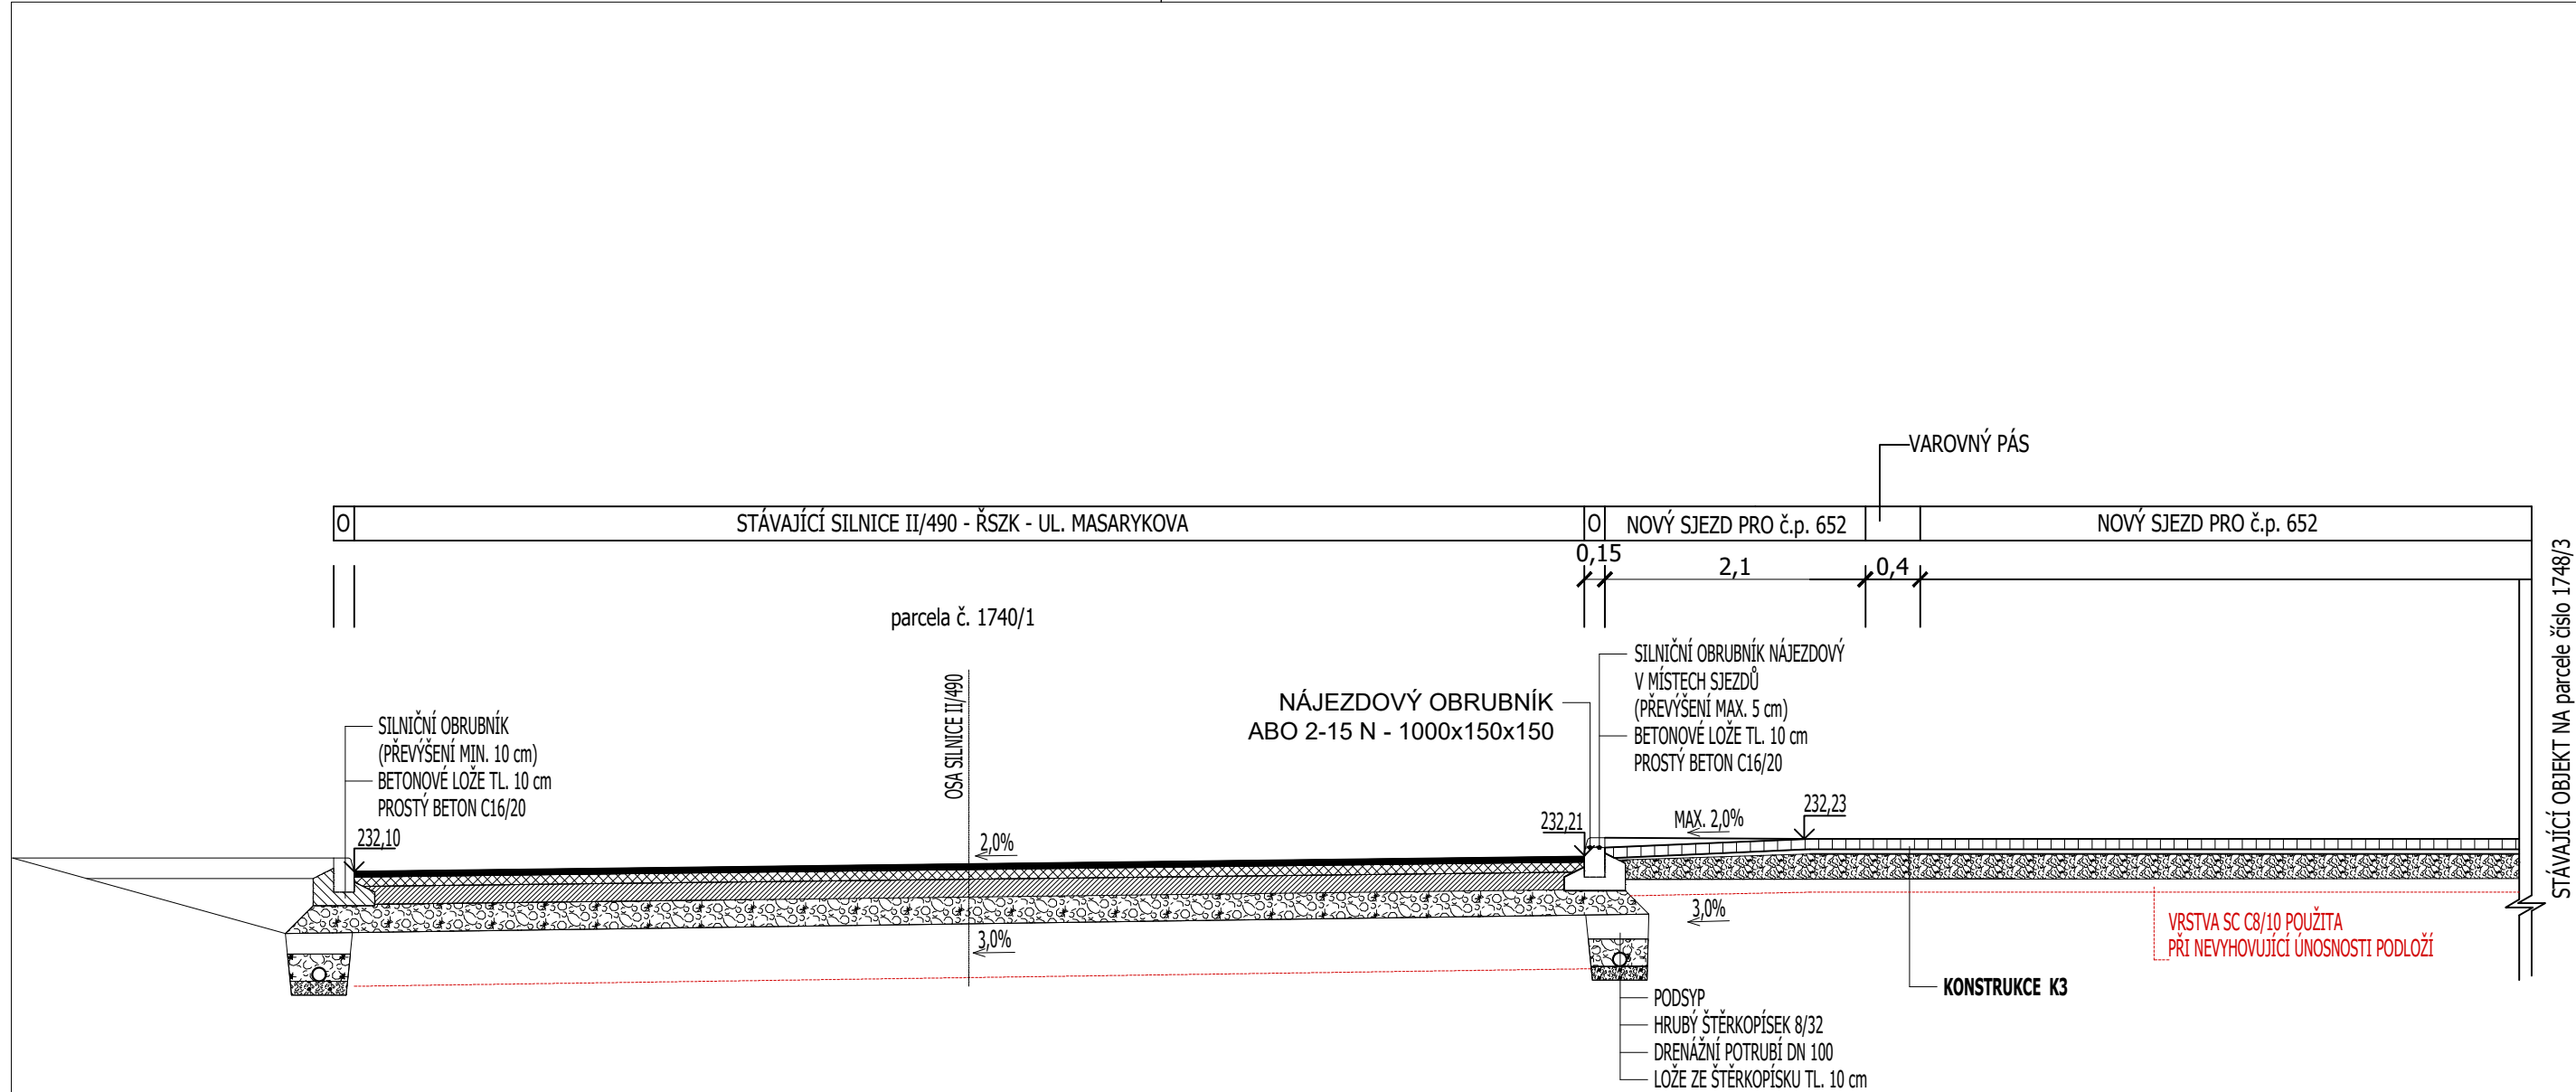 VAROVNÝ PÁS
O
STÁVAJÍCÍ SILNICE II/490 - ŘSZK - UL. MASARYKOVA
O
NOVÝ SJEZD PRO č.p. 652
NOVÝ SJEZD PRO č.p. 652
0,15
2,1
0,4
parcela č. 1740/1
STÁVAJÍCÍ OBJEKT NA parcele číslo 1748/3
OSA SILNICE II/490
SILNIČNÍ OBRUBNÍK
(PŘEVÝŠENÍ MIN. 10 cm)
BETONOVÉ LOŽE TL. 10 cm
PROSTÝ BETON C16/20
NÁJEZDOVÝ OBRUBNÍK
ABO 2-15 N - 1000x150x150
SILNIČNÍ OBRUBNÍK NÁJEZDOVÝ
V MÍSTECH SJEZDŮ
(PŘEVÝŠENÍ MAX. 5 cm)
BETONOVÉ LOŽE TL. 10 cm
PROSTÝ BETON C16/20
232,10
2,0%
232,21
MAX. 2,0%
232,23
3,0%
3,0%
VRSTVA SC C8/10 POUŽITA
PŘI NEVYHOVUJÍCÍ ÚNOSNOSTI PODLOŽÍ
KONSTRUKCE K3
PODSYP
HRUBÝ ŠTĚRKOPÍSEK 8/32
DRENÁŽNÍ POTRUBÍ DN 100
LOŽE ZE ŠTĚRKOPÍSKU TL. 10 cm